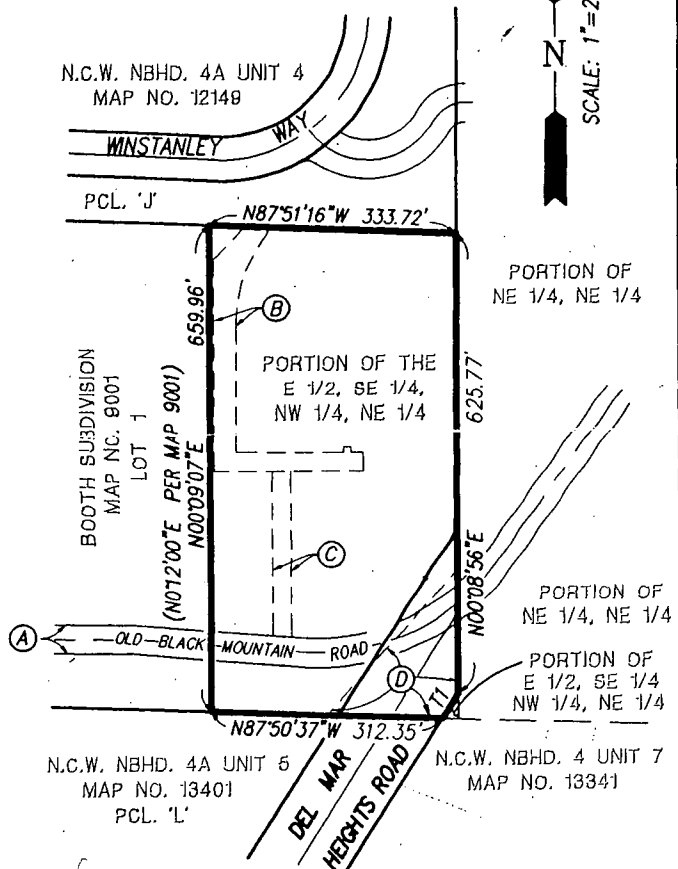 N.C.W. NBHD. 4A UNIT 4
MAP NO. 12149
WINSTANLEY WAY
N
SCALE: 1"=2
PCL. 'J'
N87°51'16"W 333.72'
PORTION OF
NE 1/4, NE 1/4
659.96'
B
PORTION OF THE
E 1/2, SE 1/4,
NW 1/4, NE 1/4
625.77'
BOOTH SUBDIVISION
MAP NO. 9001
LOT 1
(N0°12'00"E PER MAP 9001)
N00°09'07"E
C
N00°08'56"E
A
OLD BLACK MOUNTAIN ROAD
D
T1
PORTION OF
NE 1/4, NE 1/4
PORTION OF
E 1/2, SE 1/4
NW 1/4, NE 1/4
N87°50'37"W 312.35'
N.C.W. NBHD. 4A UNIT 5
MAP NO. 13401
PCL. 'L'
DEL MAR
HEIGHTS ROAD
N.C.W. NBHD. 4 UNIT 7
MAP NO. 13341